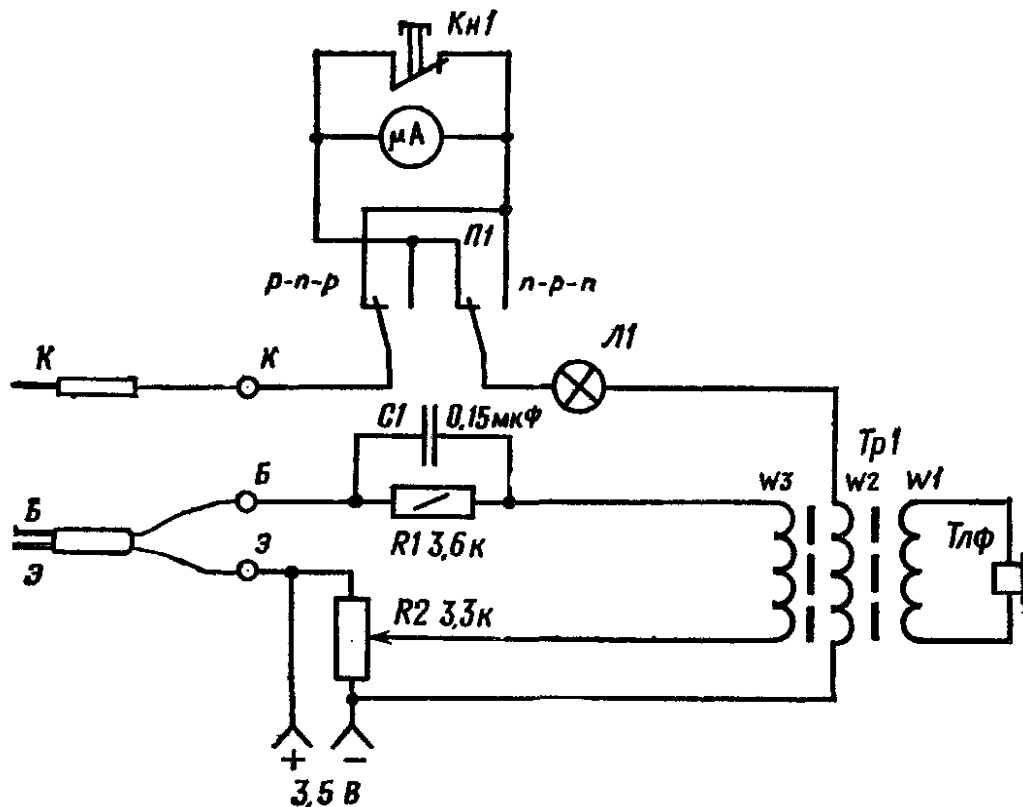 Кн1
μА
П1
p-n-p
n-p-n
Л1
К
К
С1
0,15мкФ
Тр1
Б
W3
W2
W1
Б
R1 3,6к
Тлф
Э
Э
R2 3,3к
+
−
3,5 В